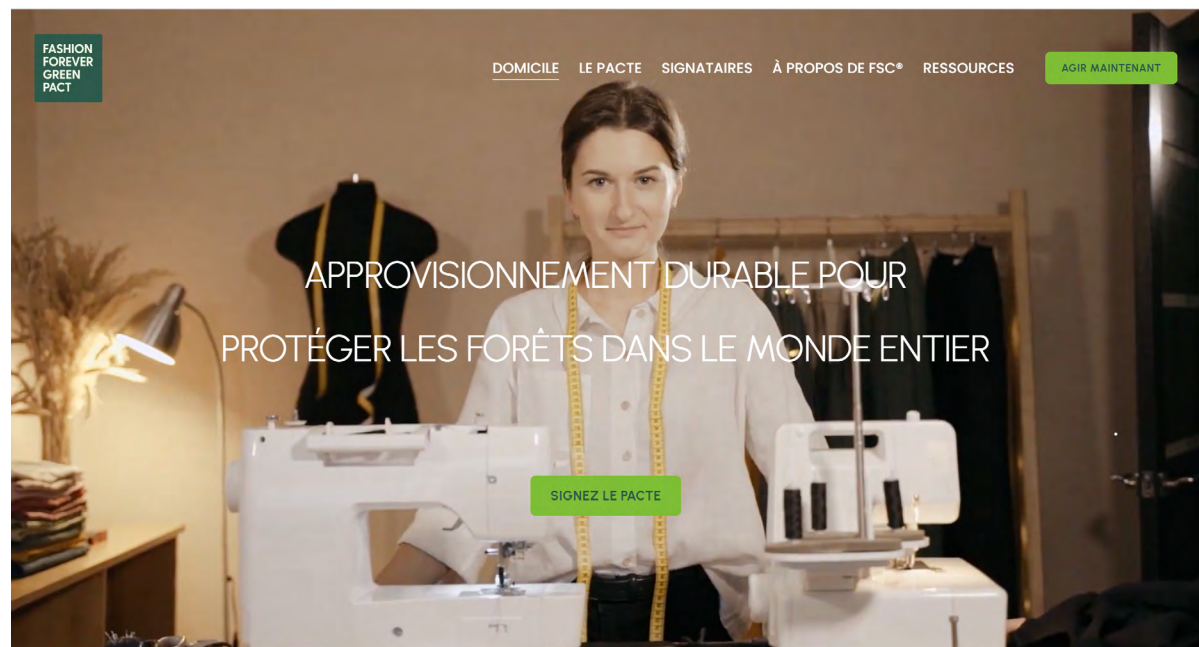 FASHION
FOREVER
GREEN
PACT
DOMICILE LE PACTE SIGNATAIRES À PROPOS DE FSC® RESSOURCES AGIR MAINTENANT
APPROVISIONNEMENT DURABLE POUR
PROTÉGER LES FORÊTS DANS LE MONDE ENTIER
SIGNEZ LE PACTE